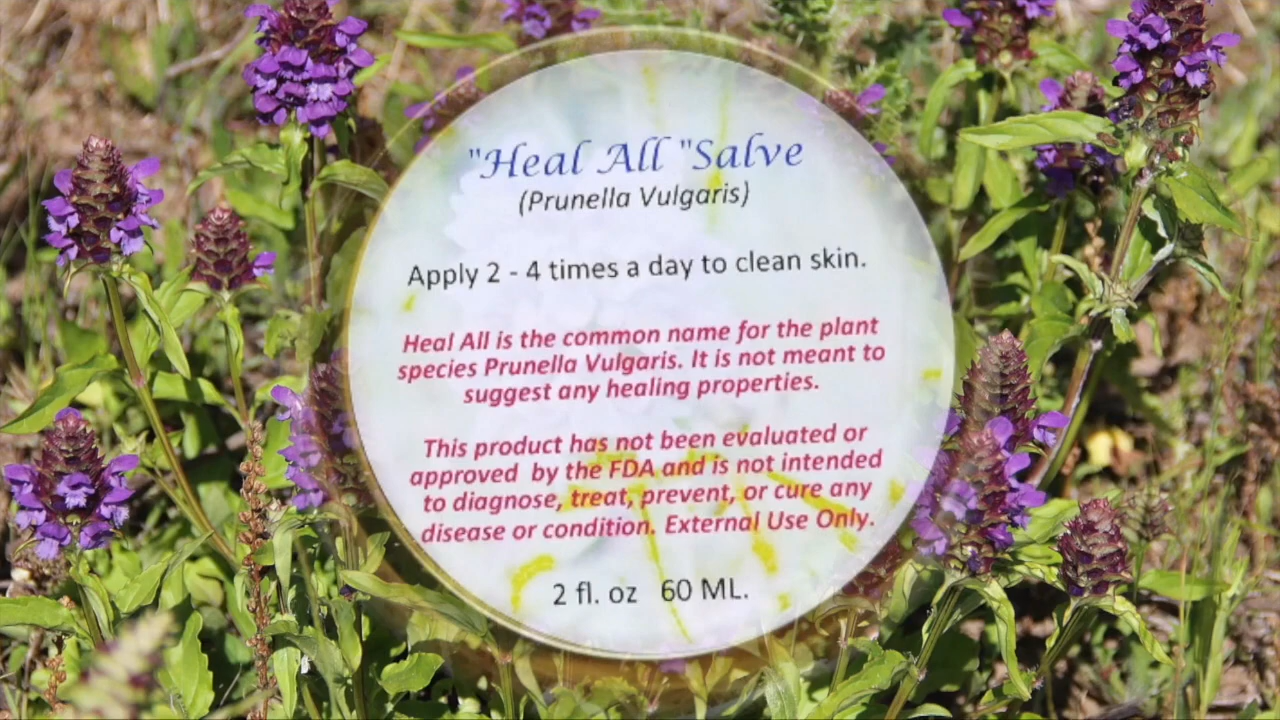 "Heal All "Salve
(Prunella Vulgaris)
Apply 2 - 4 times a day to clean skin.
Heal All is the common name for the plant
species Prunella Vulgaris. It is not meant to
suggest any healing properties.
This product has not been evaluated or
approved by the FDA and is not intended
to diagnose, treat, prevent, or cure any
disease or condition. External Use Only.
2 fl. oz 60 ML.